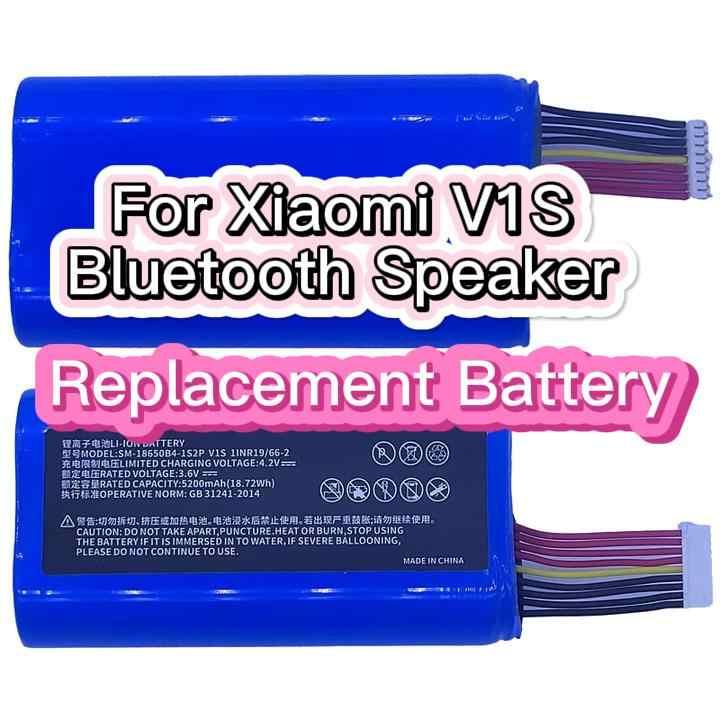 For Xiaomi V1S
Bluetooth Speaker
Replacement Battery
锂离子电池LI-ION BATTERY
型号MODEL:SM-18650B4-1S2P V1S 1INR19/66-2
充电限制电压LIMITED CHARGING VOLTAGE:4.2V⎓
额定电压RATED VOLTAGE:3.6V⎓
额定容量RATED CAPACITY:5200mAh(18.72Wh)
执行标准OPERATIVE NORM: GB 31241-2014
警告:切勿拆切、挤压或加热电池。电池浸水后禁止使用。若出现严重鼓胀;请勿继续使用。
CAUTION: DO NOT TAKE APART,PUNCTURE.HEAT OR BURN,STOP USING
THE BATTERY IF IT IS IMMERSED IN TO WATER, IF SEVERE BALLOONING,
PLEASE DO NOT CONTINUE TO USE.
MADE IN CHINA